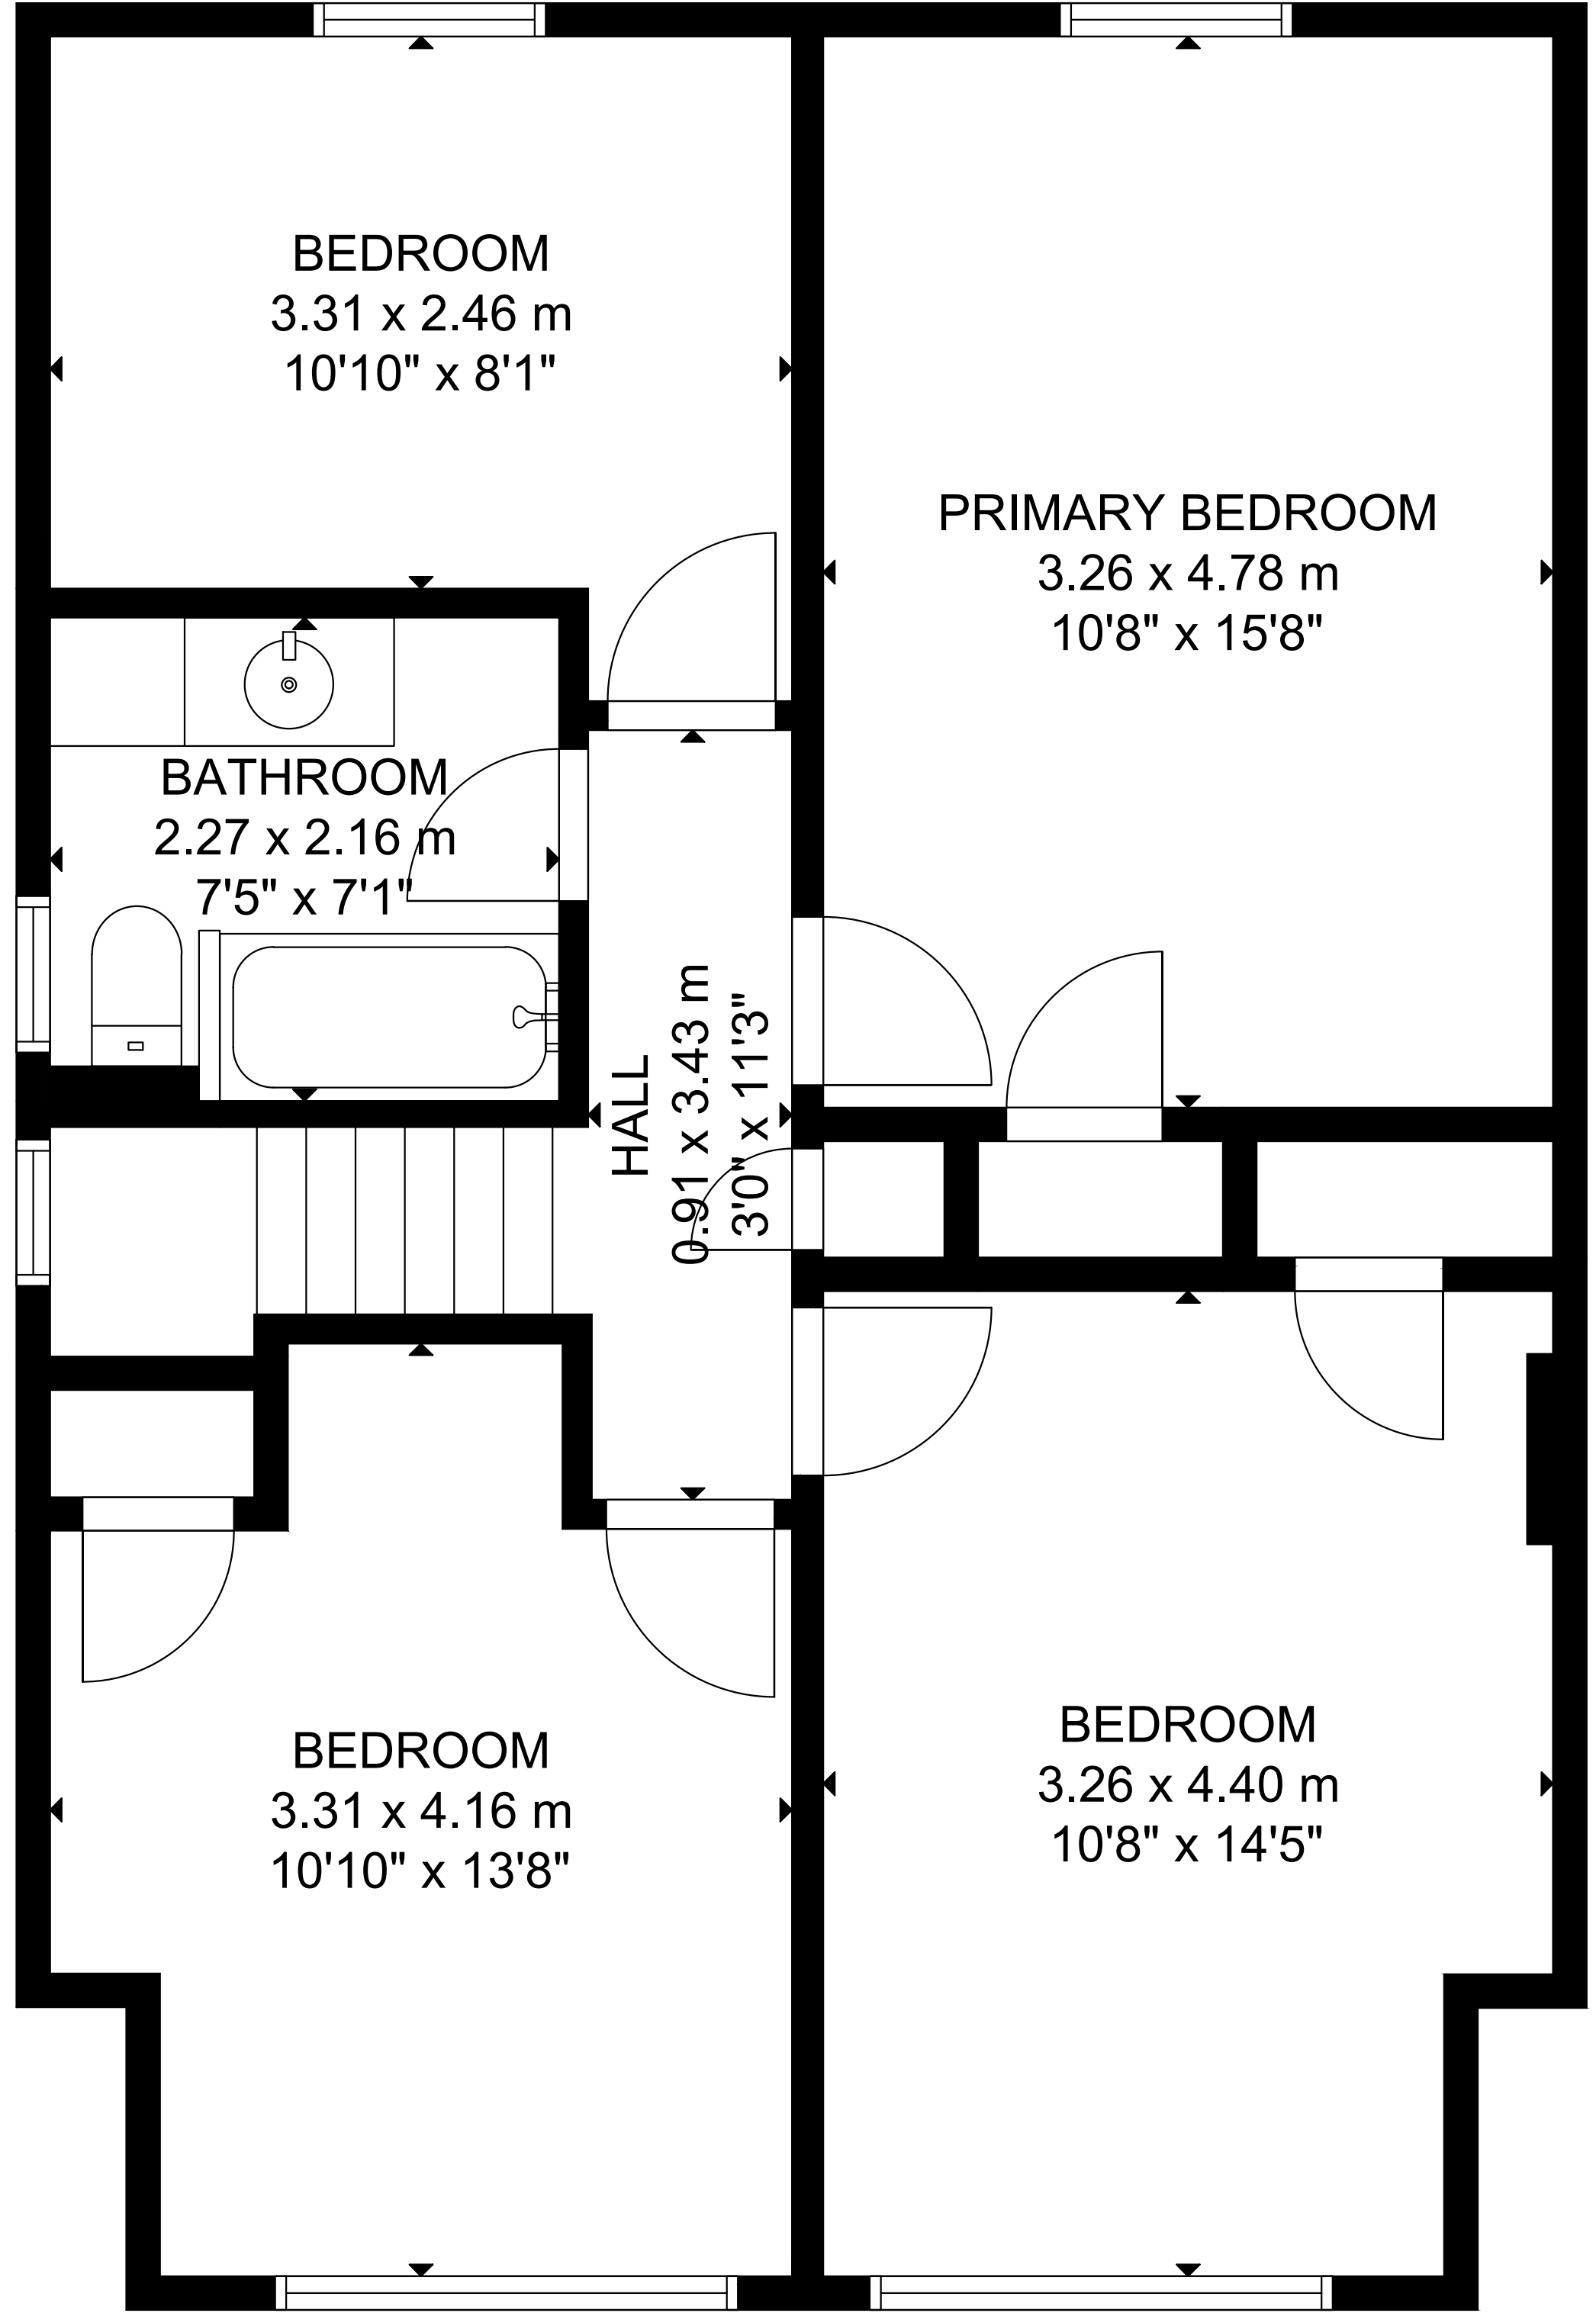 BEDROOM
3.31 x 2.46 m
10'10" x 8'1"
PRIMARY BEDROOM
3.26 x 4.78 m
10'8" x 15'8"
BATHROOM
2.27 x 2.16 m
7'5" x 7'1"
HALL
0.91 x 3.43 m
3'0" x 11'3"
BEDROOM
3.31 x 4.16 m
10'10" x 13'8"
BEDROOM
3.26 x 4.40 m
10'8" x 14'5"